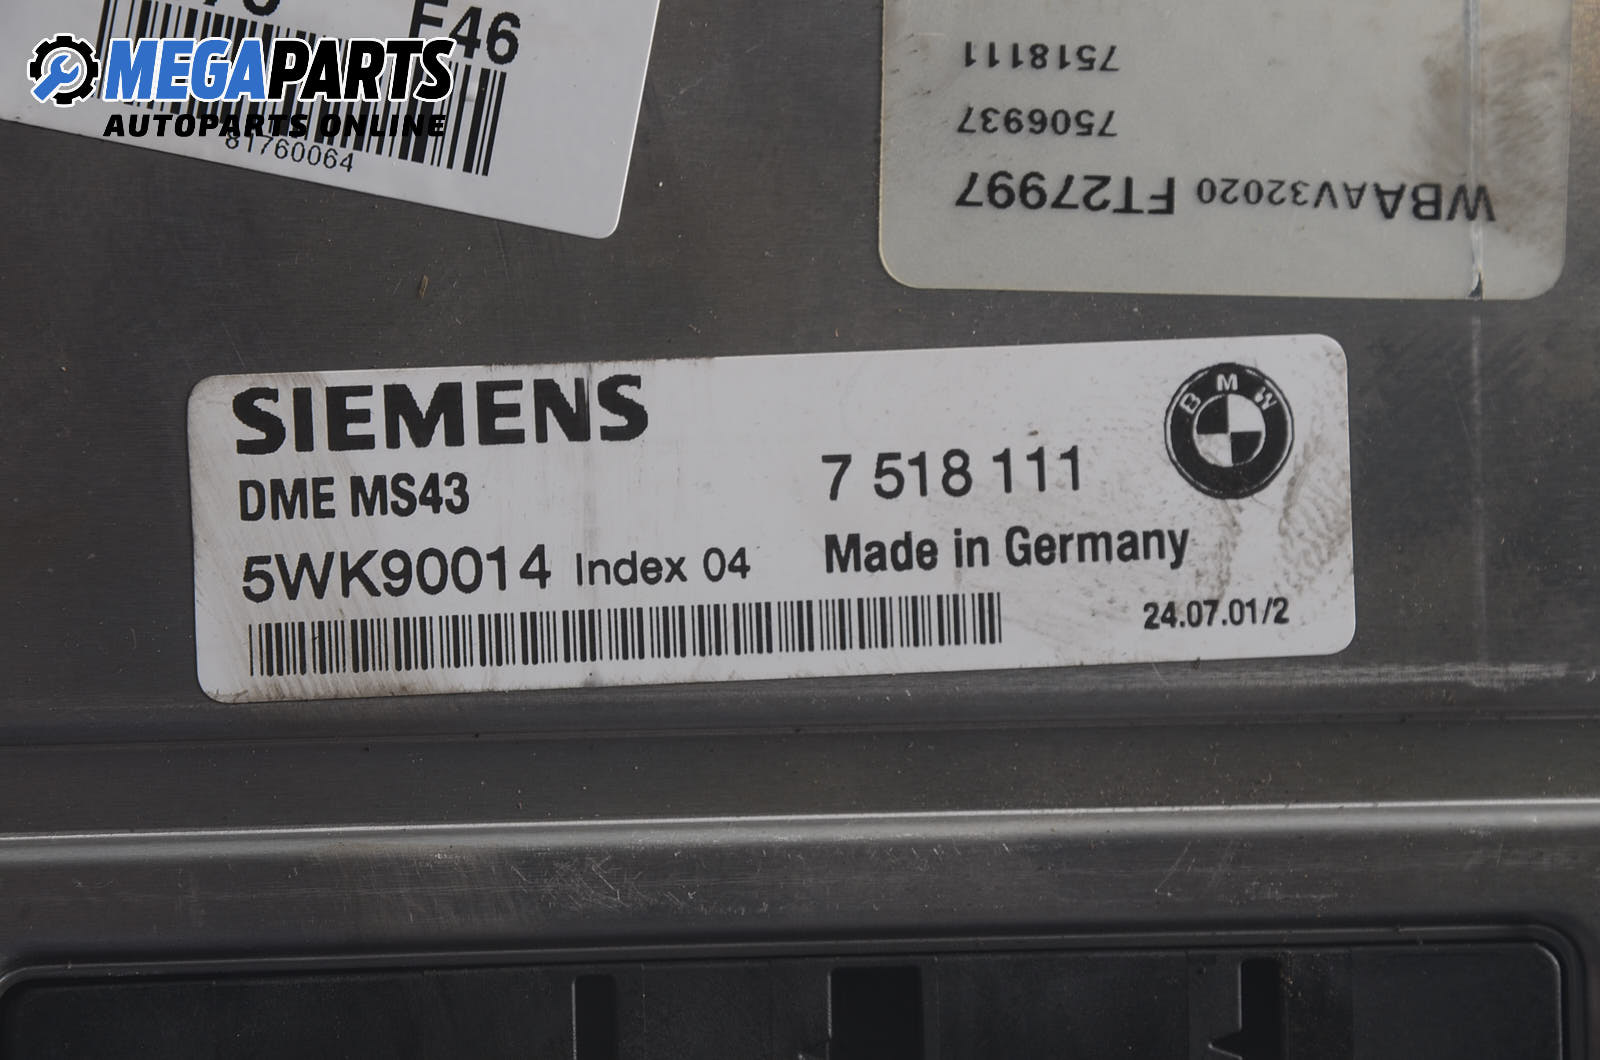 E46
MEGAPARTS
AUTOPARTS ONLINE
81760064
7518111
7506937
WBAAV32020 FT27997
SIEMENS
DME MS43
5WK90014 Index 04
7 518 111
Made in Germany
24.07.01/2
BMW